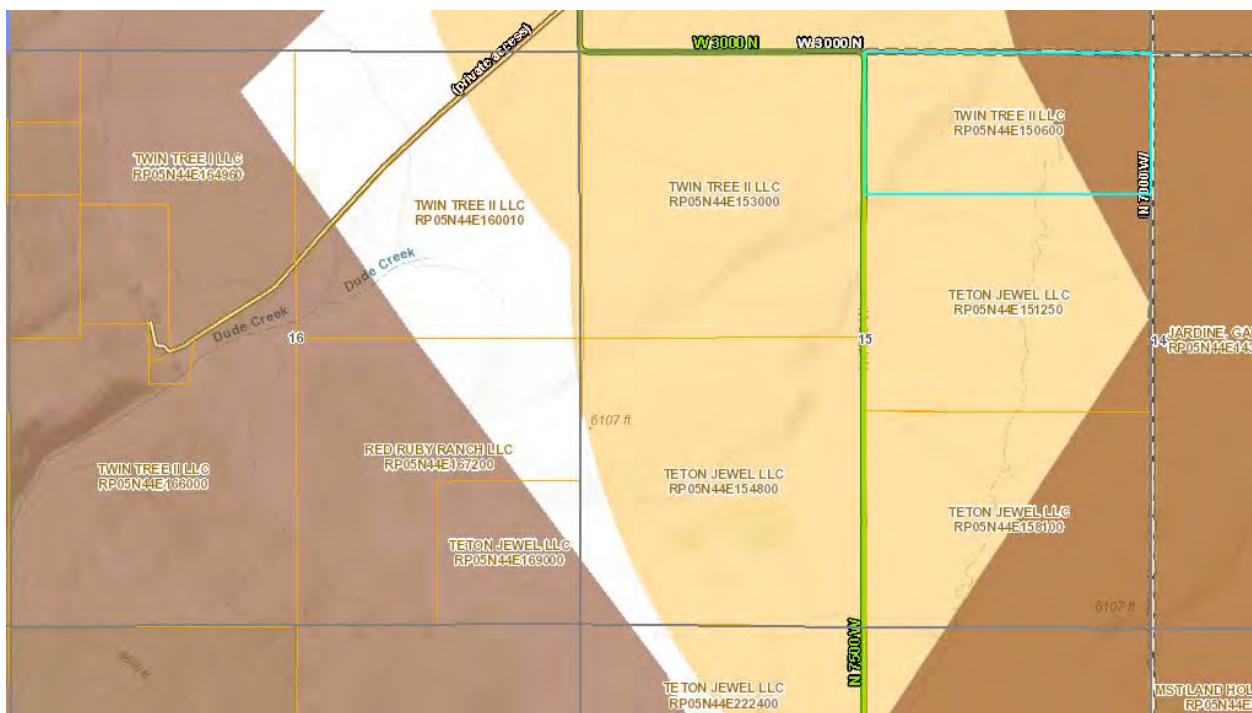 W 3000 N
W 3000 N
(private access)
TWIN TREE II LLC
RP05N44E150600
TWIN TREE I LLC
RP05N44E164960
N 7000 W
TWIN TREE II LLC
RP05N44E153000
TWIN TREE II LLC
RP05N44E160010
Dude Creek
TETON JEWEL LLC
RP05N44E151250
Dude Creek
16
15
14
JARDINE, GA
RP05N44E143
6107 ft
RED RUBY RANCH LLC
RP05N44E167200
TWIN TREE II LLC
RP05N44E166000
TETON JEWEL LLC
RP05N44E154800
TETON JEWEL LLC
RP05N44E158100
TETON JEWEL LLC
RP05N44E169000
6107 ft
N 7500 W
TETON JEWEL LLC
RP05N44E222400
MST LAND HOL
RP05N44E